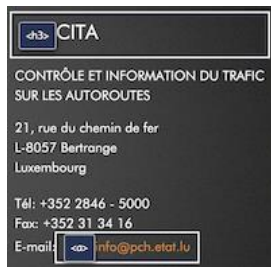 <h3> CITA
CONTRÔLE ET INFORMATION DU TRAFIC
SUR LES AUTOROUTES
21, rue du chemin de fer
L-8057 Bertrange
Luxembourg
Tél: +352 2846 - 5000
Fax: +352 31 34 16
E-mail: <a> info@pch.etat.lu